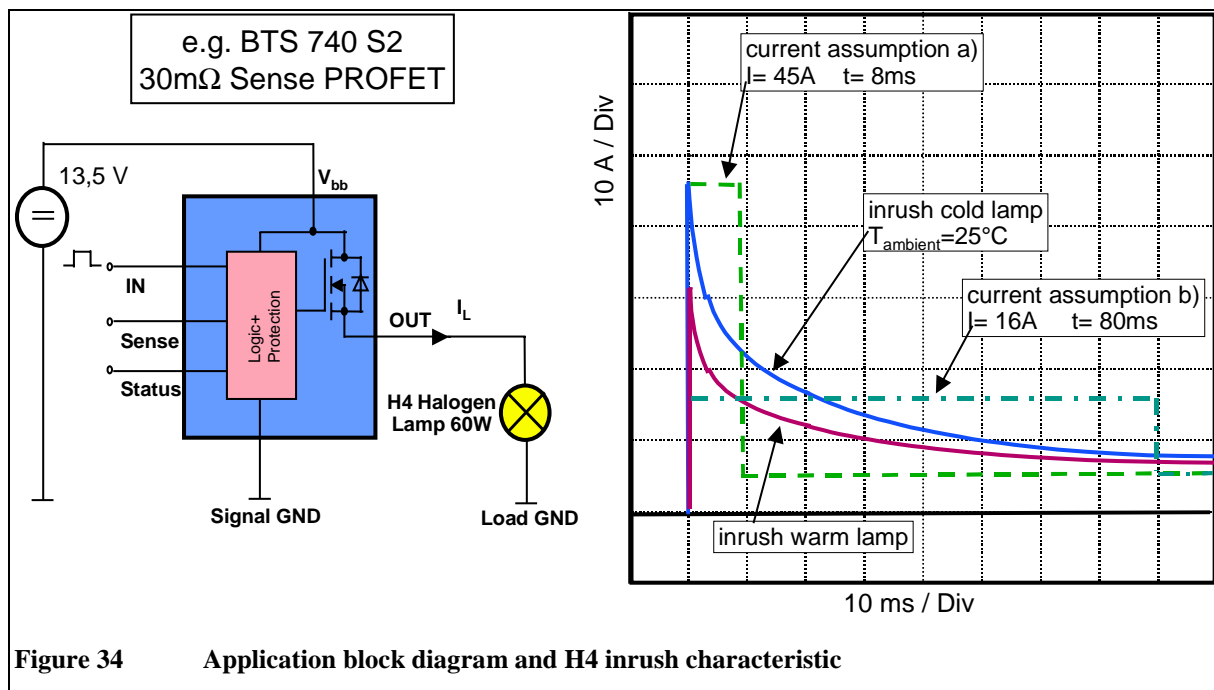 e.g. BTS 740 S2
30mΩ Sense PROFET
13,5 V
Vbb
IN
Sense
Status
Logic+
Protection
OUT
IL
H4 Halogen
Lamp 60W
Signal GND
Load GND
10 A / Div
current assumption a)
I= 45A t= 8ms
inrush cold lamp
Tambient=25°C
current assumption b)
I= 16A t= 80ms
inrush warm lamp
10 ms / Div
Figure 34 Application block diagram and H4 inrush characteristic